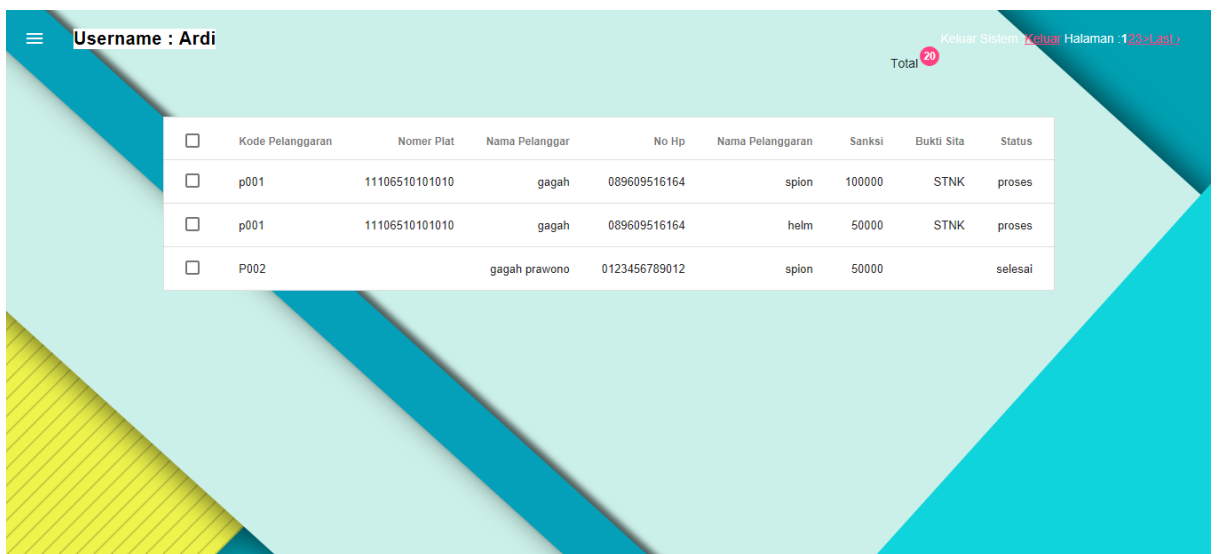 Username : Ardi
Keluar Sistem :Keluar Halaman :123>Last ›
Total 20
Kode Pelanggaran Nomer Plat Nama Pelanggar No Hp Nama Pelanggaran Sanksi Bukti Sita Status
p001 11106510101010 gagah 089609516164 spion 100000 STNK proses
p001 11106510101010 gagah 089609516164 helm 50000 STNK proses
P002 gagah prawono 0123456789012 spion 50000 selesai